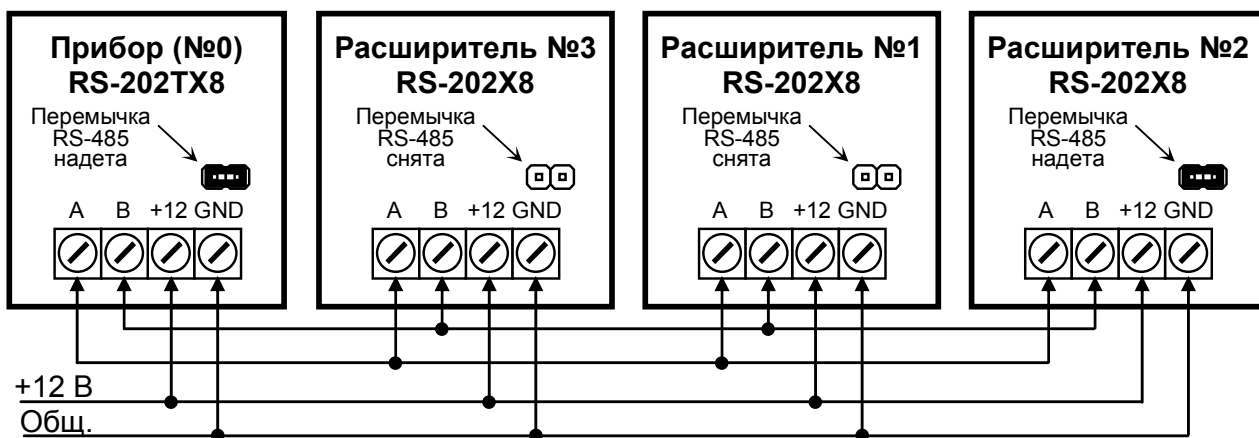 Прибор (№0)
RS-202TX8
Перемычка
RS-485
надета
A B +12 GND
Расширитель №3
RS-202X8
Перемычка
RS-485
снята
A B +12 GND
Расширитель №1
RS-202X8
Перемычка
RS-485
снята
A B +12 GND
Расширитель №2
RS-202X8
Перемычка
RS-485
надета
A B +12 GND
+12 В
Общ.